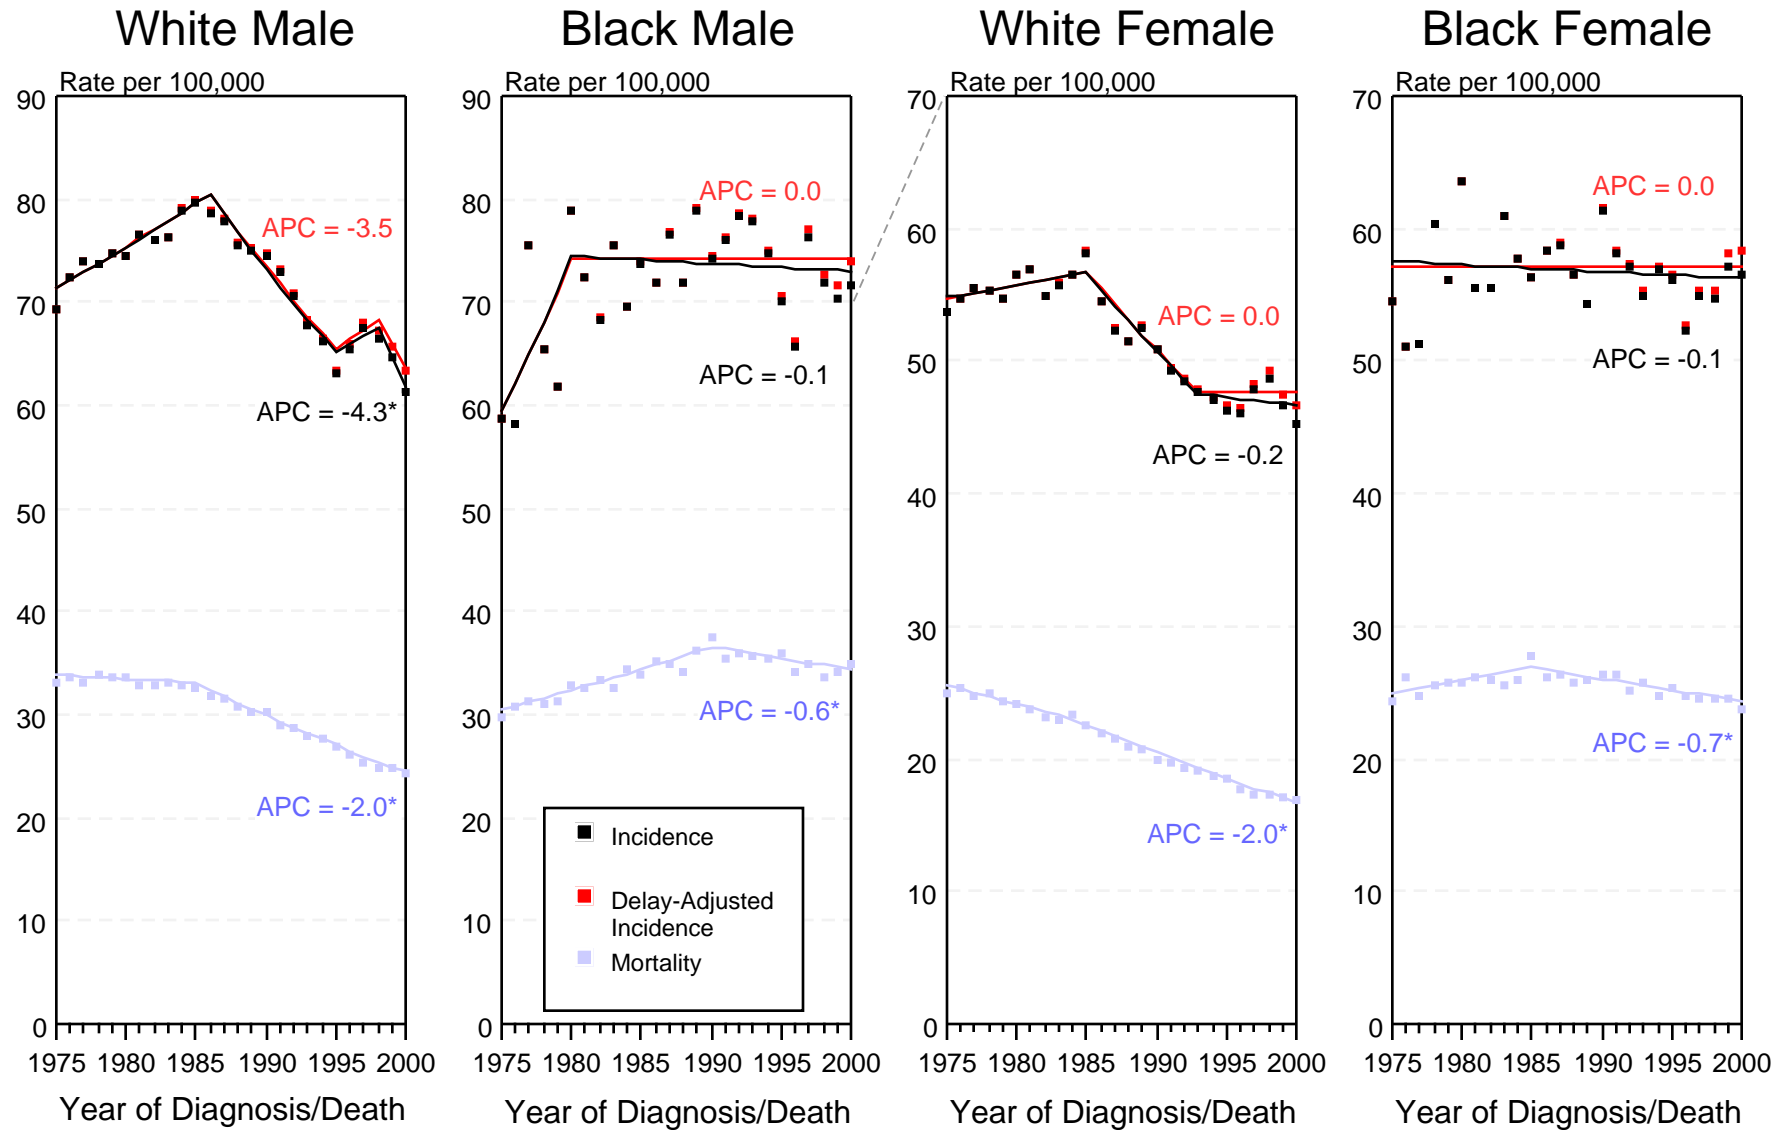 White Male
Black Male
White Female
Black Female
Rate per 100,000
Rate per 100,000
Rate per 100,000
Rate per 100,000
90
80
70
60
50
40
30
20
10
0
APC = -3.5
APC = -4.3*
APC = -2.0*
1975 1980 1985 1990 1995 2000
Year of Diagnosis/Death
90
80
70
60
50
40
30
20
10
0
APC = 0.0
APC = -0.1
APC = -0.6*
Incidence
Delay-Adjusted
Incidence
Mortality
1975 1980 1985 1990 1995 2000
Year of Diagnosis/Death
70
60
50
40
30
20
10
0
APC = 0.0
APC = -0.2
APC = -2.0*
1975 1980 1985 1990 1995 2000
Year of Diagnosis/Death
70
60
50
40
30
20
10
0
APC = 0.0
APC = -0.1
APC = -0.7*
1975 1980 1985 1990 1995 2000
Year of Diagnosis/Death